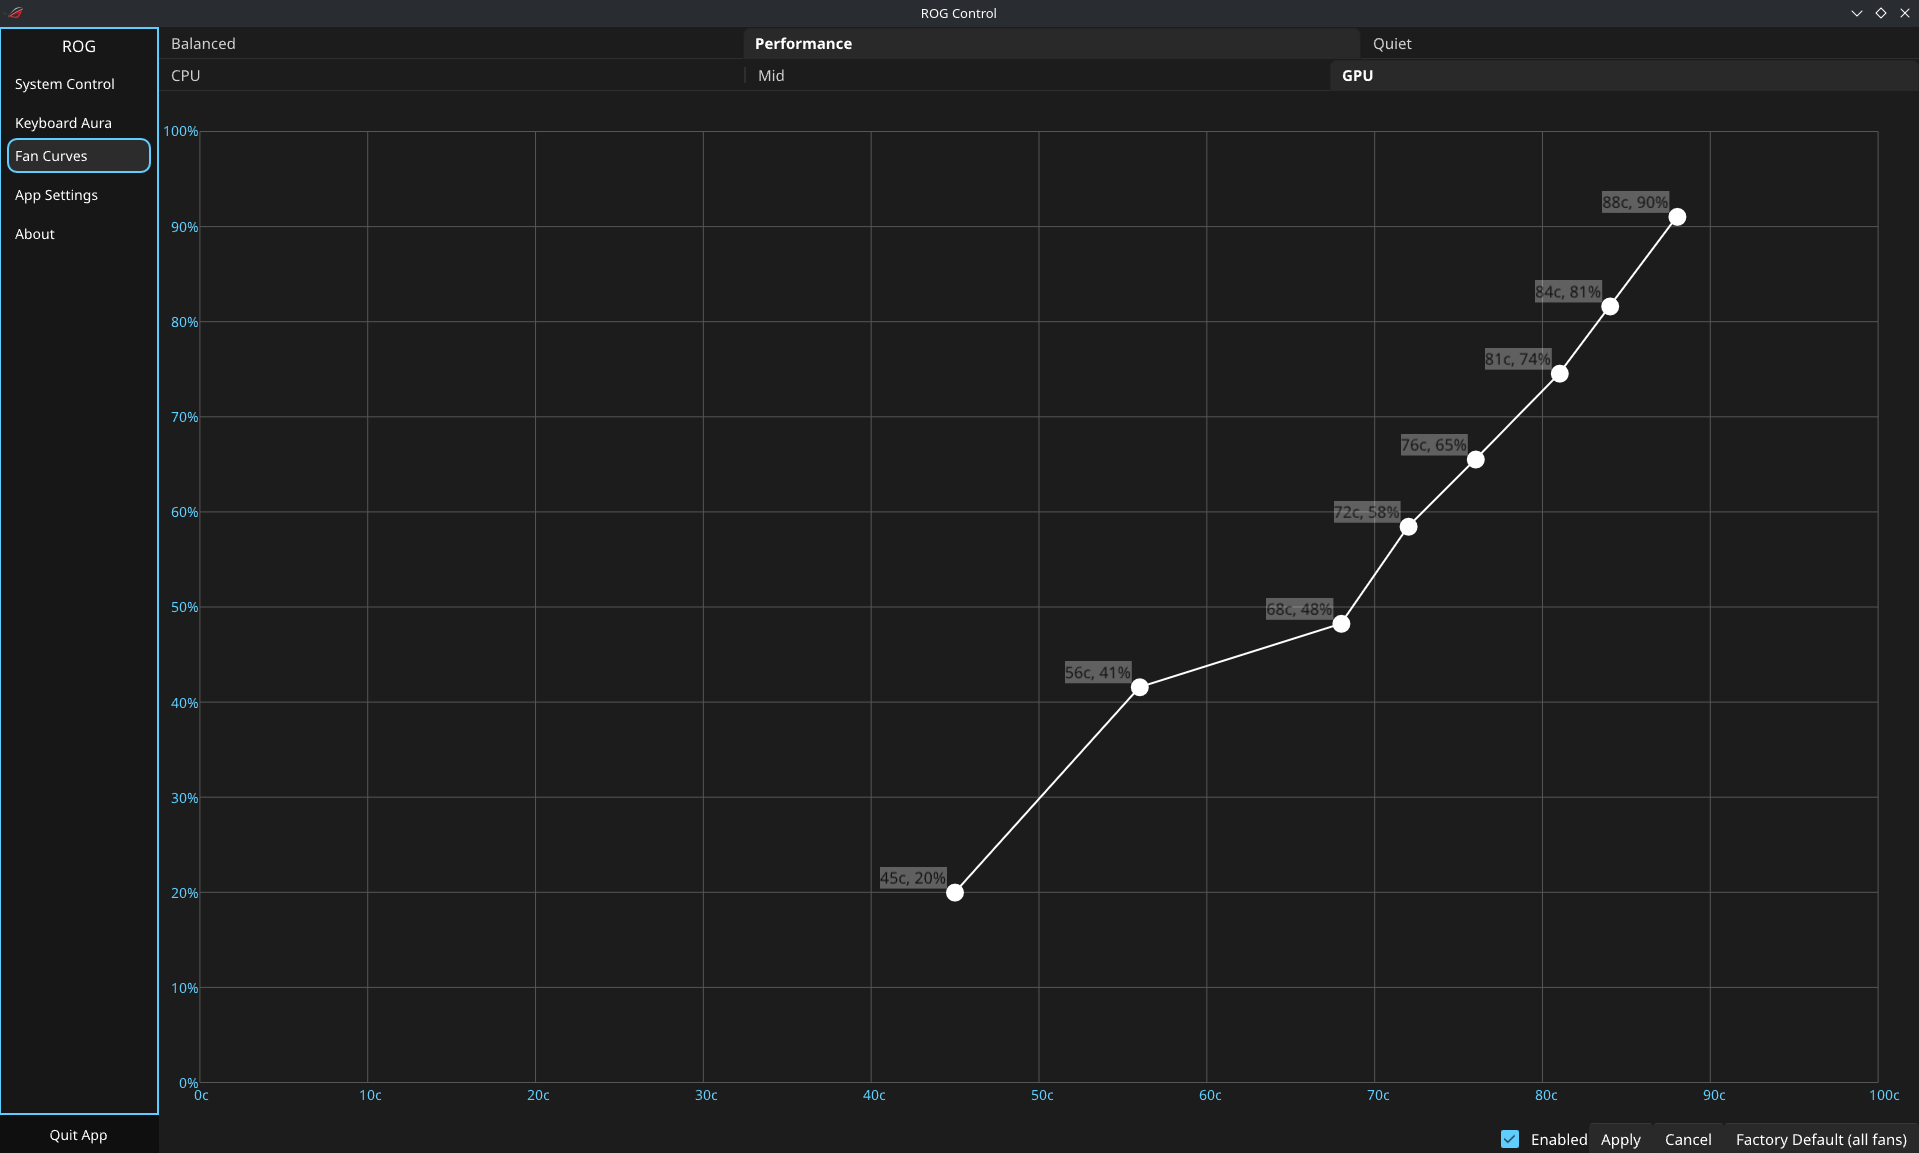 ROG Control
ROG
System Control
Keyboard Aura
Fan Curves
App Settings
About
Quit App
Balanced
Performance
Quiet
CPU
Mid
GPU
100%
90%
80%
70%
60%
50%
40%
30%
20%
10%
0%
88c, 90%
84c, 81%
81c, 74%
76c, 65%
72c, 58%
68c, 48%
56c, 41%
45c, 20%
0c
10c
20c
30c
40c
50c
60c
70c
80c
90c
100c
Enabled
Apply
Cancel
Factory Default (all fans)